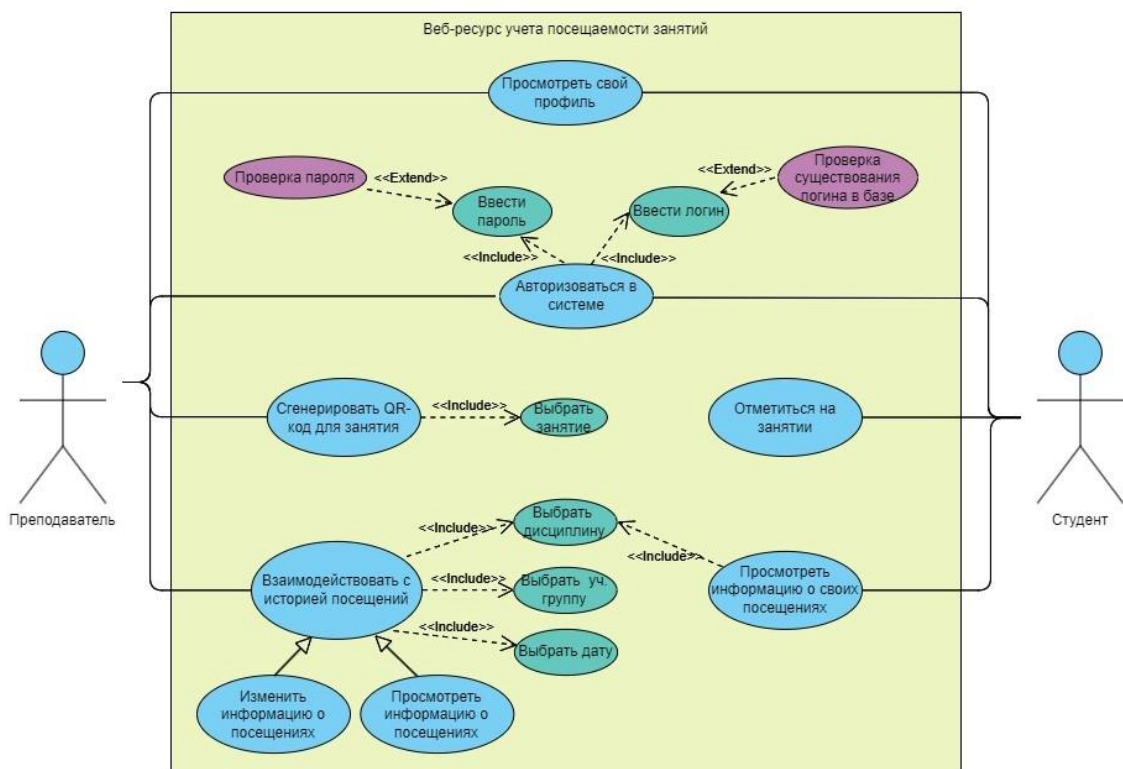 Веб-ресурс учета посещаемости занятий
Просмотреть свой
профиль
Проверка пароля
<<Extend>>
<<Extend>>
Проверка
существования
логина в базе
Ввести
пароль
Ввести логин
<<Include>>
<<Include>>
Авторизоваться в
системе
Сгенерировать QR-
код для занятия
<<Include>>
Выбрать
занятие
Отметиться на
занятии
Преподаватель
Студент
<<Include>>
Выбрать
дисциплину
<<Include>>
Взаимодействовать с
историей посещений
<<Include>>
Выбрать уч.
группу
Просмотреть
информацию о своих
посещениях
<<Include>>
Выбрать дату
Изменить
информацию о
посещениях
Просмотреть
информацию о
посещениях